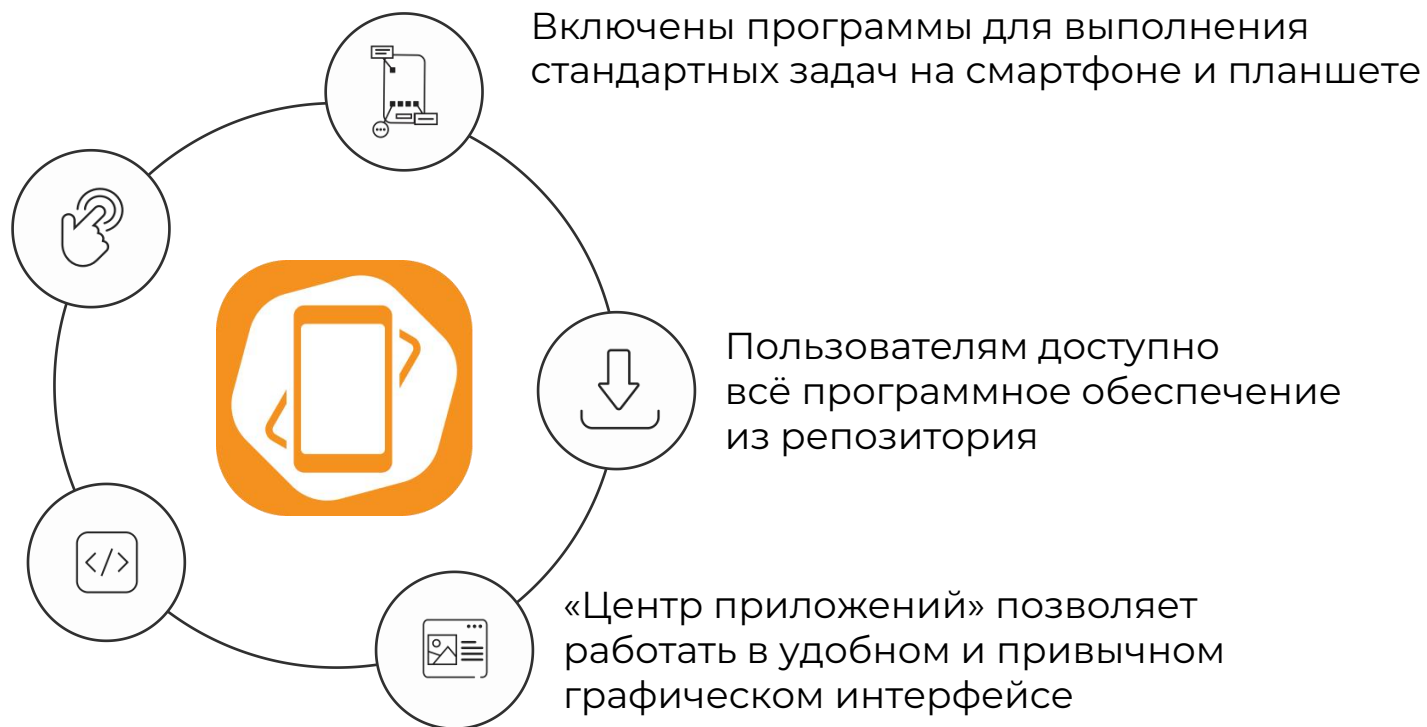 Включены программы для выполнения
стандартных задач на смартфоне и планшете
Пользователям доступно
всё программное обеспечение
из репозитория
</>
«Центр приложений» позволяет
работать в удобном и привычном
графическом интерфейсе